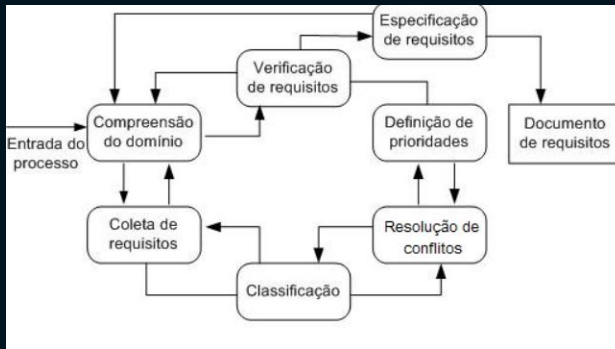 Especificação
de requisitos
Verificação
de requisitos
Compreensão
do domínio
Definição de
prioridades
Documento
de requisitos
Entrada do
processo
Coleta de
requisitos
Resolução de
conflitos
Classificação